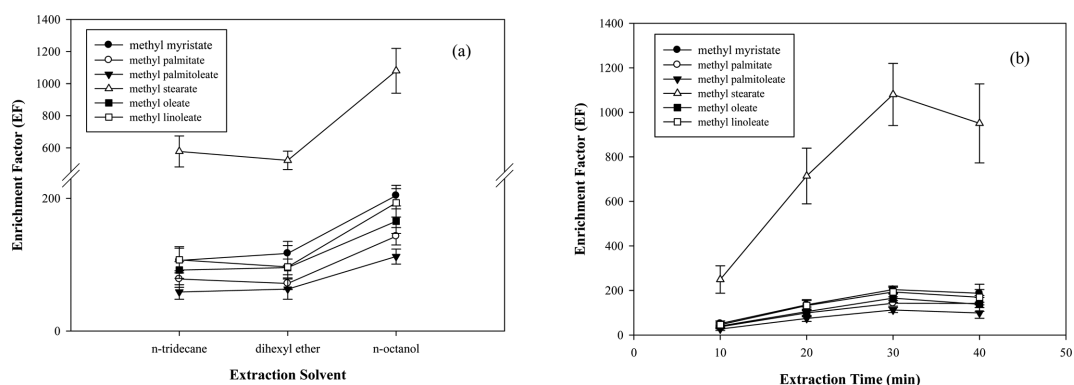 (a)
methyl myristate
methyl palmitate
methyl palmitoleate
methyl stearate
methyl oleate
methyl linoleate
Enrichment Factor (EF)
1400
1200
1000
800
600
200
0
n-tridecane dihexyl ether n-octanol
Extraction Solvent
(b)
methyl myristate
methyl palmitate
methyl palmitoleate
methyl stearate
methyl oleate
methyl linoleate
Enrichment Factor (EF)
1400
1200
1000
800
600
400
200
0
0 10 20 30 40 50
Extraction Time (min)